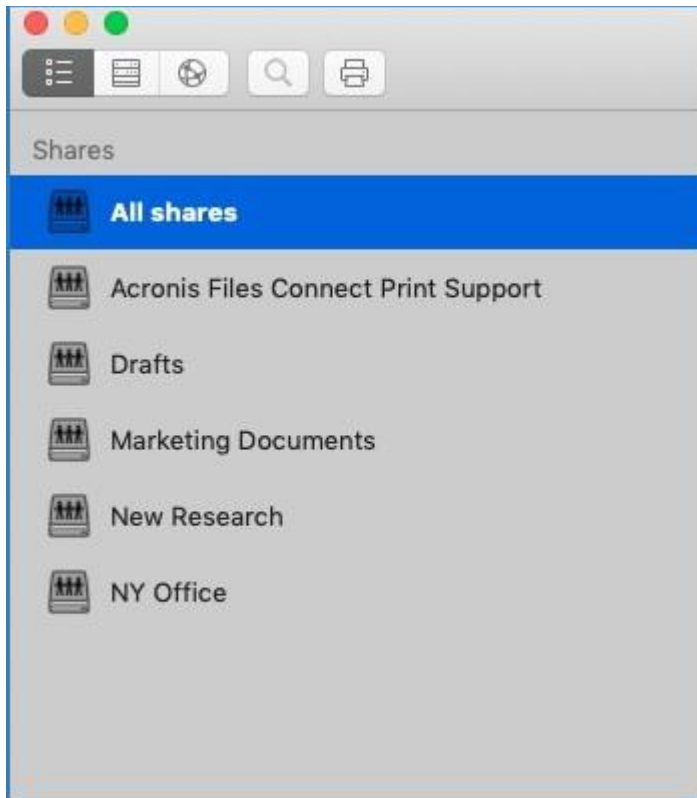 Shares
All shares
Acronis Files Connect Print Support
Drafts
Marketing Documents
New Research
NY Office